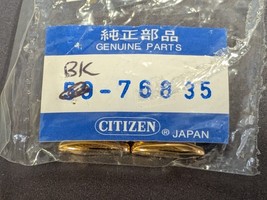 純正部品
GENUINE PARTS
BK
-76835
CITIZEN® JAPAN